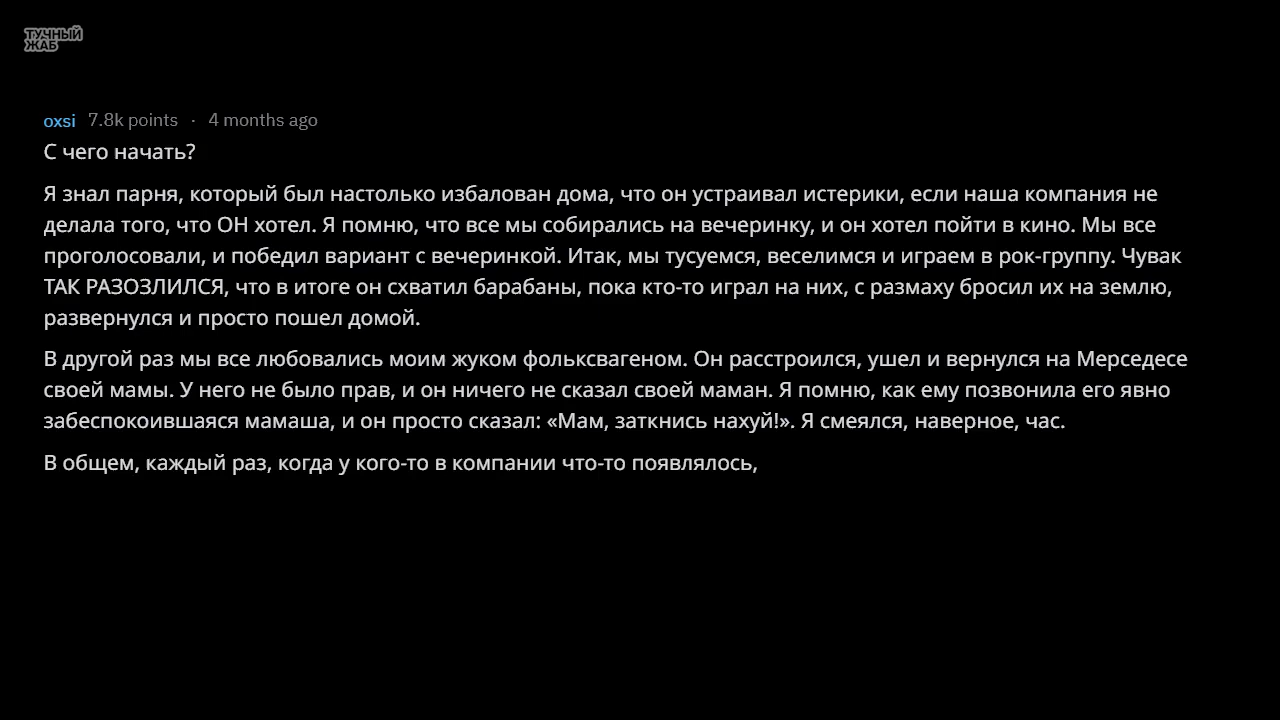 ТУЧНЫЙ
ЖАБ
oxsi 7.8k points · 4 months ago
С чего начать?
Я знал парня, который был настолько избалован дома, что он устраивал истерики, если наша компания не
делала того, что ОН хотел. Я помню, что все мы собирались на вечеринку, и он хотел пойти в кино. Мы все
проголосовали, и победил вариант с вечеринкой. Итак, мы тусуемся, веселимся и играем в рок-группу. Чувак
ТАК РАЗОЗЛИЛСЯ, что в итоге он схватил барабаны, пока кто-то играл на них, с размаху бросил их на землю,
развернулся и просто пошел домой.
В другой раз мы все любовались моим жуком фольксвагеном. Он расстроился, ушел и вернулся на Мерседесе
своей мамы. У него не было прав, и он ничего не сказал своей маман. Я помню, как ему позвонила его явно
забеспокоившаяся мамаша, и он просто сказал: «Мам, заткнись нахуй!». Я смеялся, наверное, час.
В общем, каждый раз, когда у кого-то в компании что-то появлялось,